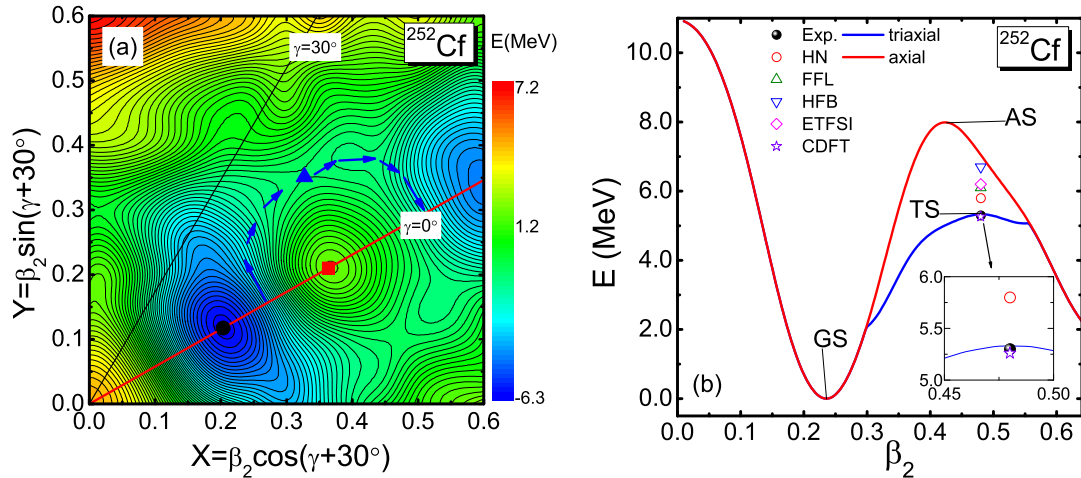 (a)
γ=30°
²⁵²Cf
E(MeV)
7.2
1.2
-6.3
γ=0°
0.6
0.5
0.4
0.3
0.2
0.1
0.0
Y=β₂sin(γ+30°)
0.0 0.1 0.2 0.3 0.4 0.5 0.6
X=β₂cos(γ+30°)
Exp.
HN
FFL
HFB
ETFSI
CDFT
triaxial
axial
²⁵²Cf
AS
TS
GS
6.0
5.5
5.0
0.45 0.50
(b)
10.0
8.0
6.0
4.0
2.0
0.0
E (MeV)
0.0 0.1 0.2 0.3 0.4 0.5 0.6
β₂